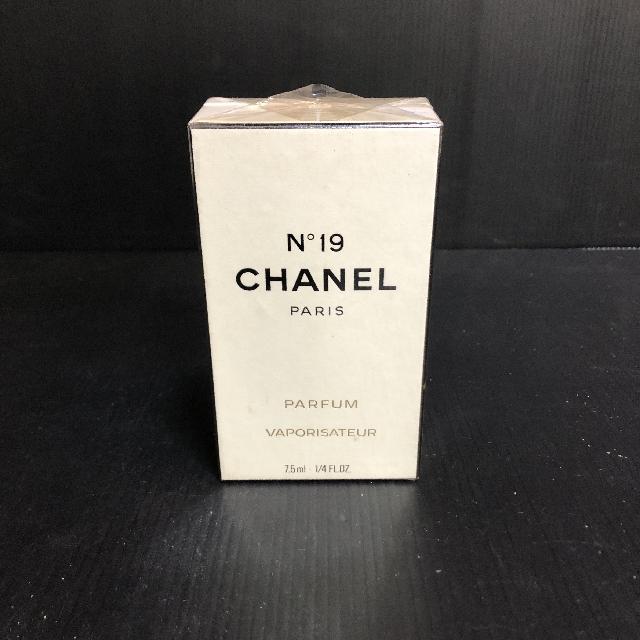 N°19
CHANEL
PARIS
PARFUM
VAPORISATEUR
7.5ml - 1/4 FL.OZ.